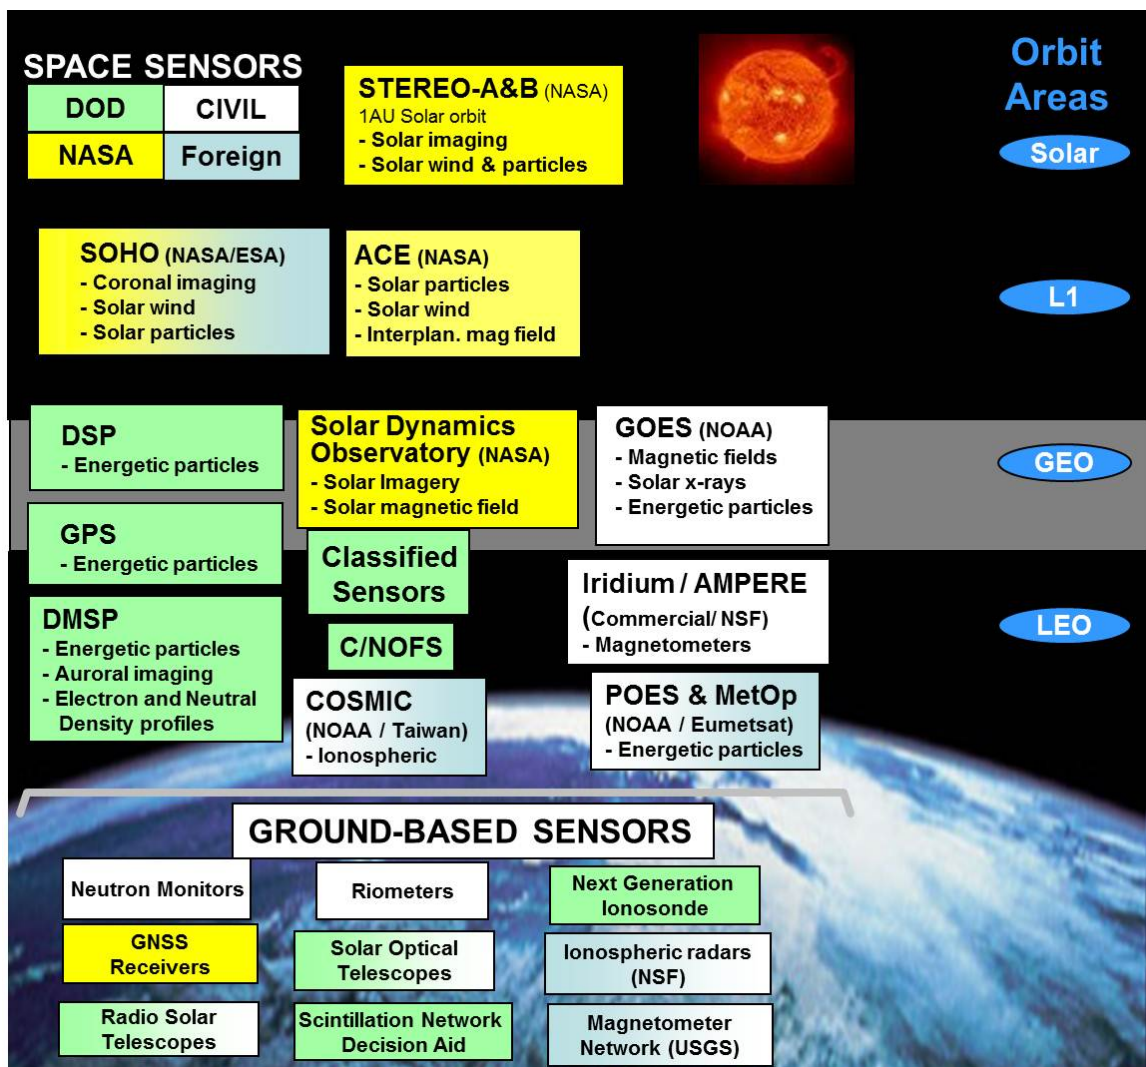 SPACE SENSORS
DOD
CIVIL
NASA
Foreign
STEREO-A&B (NASA)
1AU Solar orbit
- Solar imaging
- Solar wind & particles
Orbit
Areas
Solar
SOHO (NASA/ESA)
- Coronal imaging
- Solar wind
- Solar particles
ACE (NASA)
- Solar particles
- Solar wind
- Interplan. mag field
L1
DSP
- Energetic particles
Solar Dynamics
Observatory (NASA)
- Solar Imagery
- Solar magnetic field
GOES (NOAA)
- Magnetic fields
- Solar x-rays
- Energetic particles
GEO
GPS
- Energetic particles
Classified
Sensors
Iridium / AMPERE
(Commercial/ NSF)
- Magnetometers
LEO
DMSP
- Energetic particles
- Auroral imaging
- Electron and Neutral
Density profiles
C/NOFS
COSMIC
(NOAA / Taiwan)
- Ionospheric
POES & MetOp
(NOAA / Eumetsat)
- Energetic particles
GROUND-BASED SENSORS
Neutron Monitors
Riometers
Next Generation
Ionosonde
GNSS
Receivers
Solar Optical
Telescopes
Ionospheric radars
(NSF)
Radio Solar
Telescopes
Scintillation Network
Decision Aid
Magnetometer
Network (USGS)